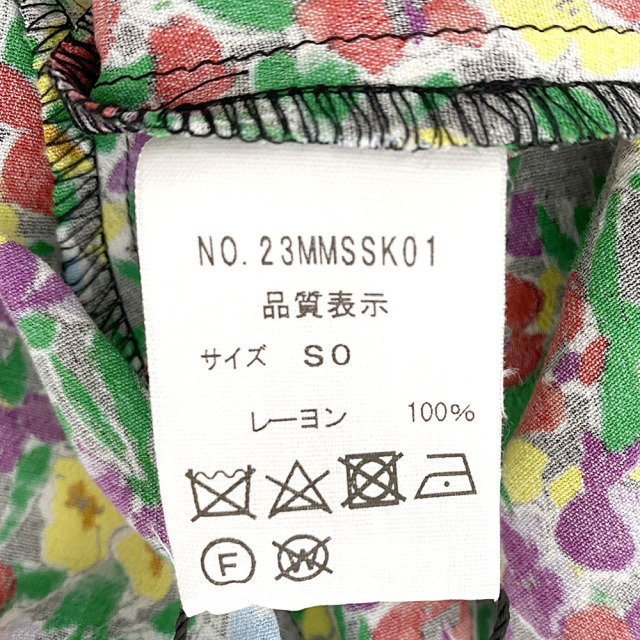 NO.23MMSSK01
品質表示
サイズ SO
レーヨン 100%
F W